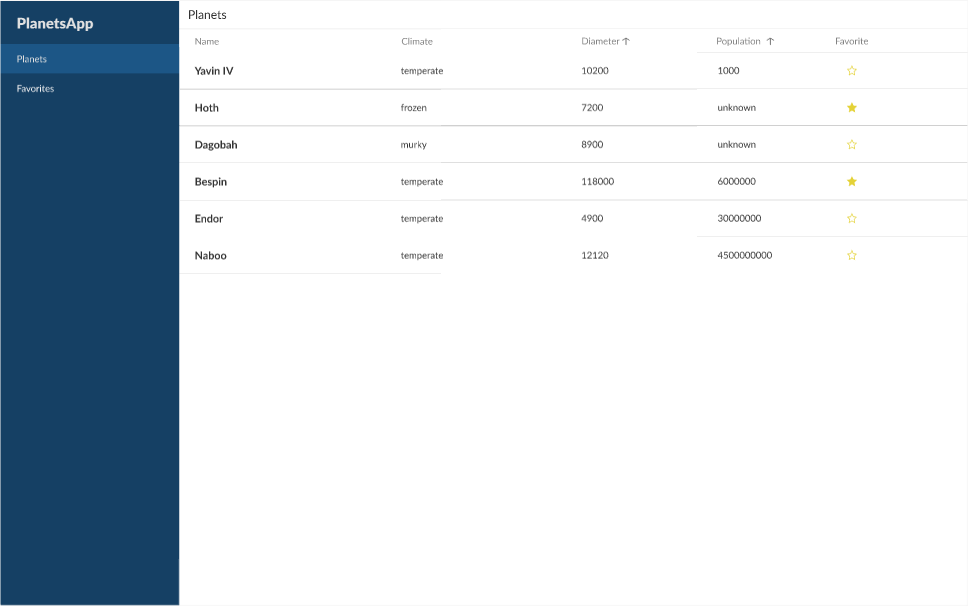 PlanetsApp
Planets
Favorites
Planets
Name Climate Diameter Population Favorite
Yavin IV temperate 10200 1000
Hoth frozen 7200 unknown
Dagobah murky 8900 unknown
Bespin temperate 118000 6000000
Endor temperate 4900 30000000
Naboo temperate 12120 4500000000